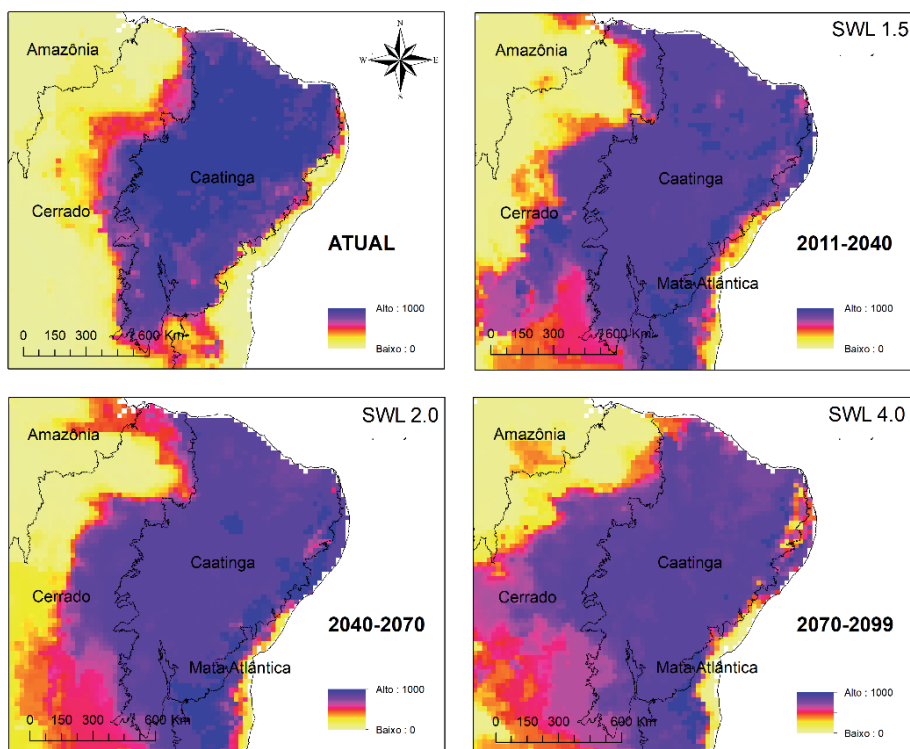 Amazônia
N
W
E
S
Caatinga
Cerrado
ATUAL
Alto : 1000
Baixo : 0
0 150 300 600 Km
SWL 1.5
Amazônia
Caatinga
Cerrado
2011-2040
Mata Atlântica
Alto : 1000
Baixo : 0
0 150 300 600 Km
SWL 2.0
Amazônia
Caatinga
Cerrado
2040-2070
Mata Atlântica
Alto : 1000
Baixo : 0
0 150 300 600 Km
SWL 4.0
Amazônia
Caatinga
Cerrado
2070-2099
Mata Atlântica
Alto : 1000
Baixo : 0
0 150 300 600 Km